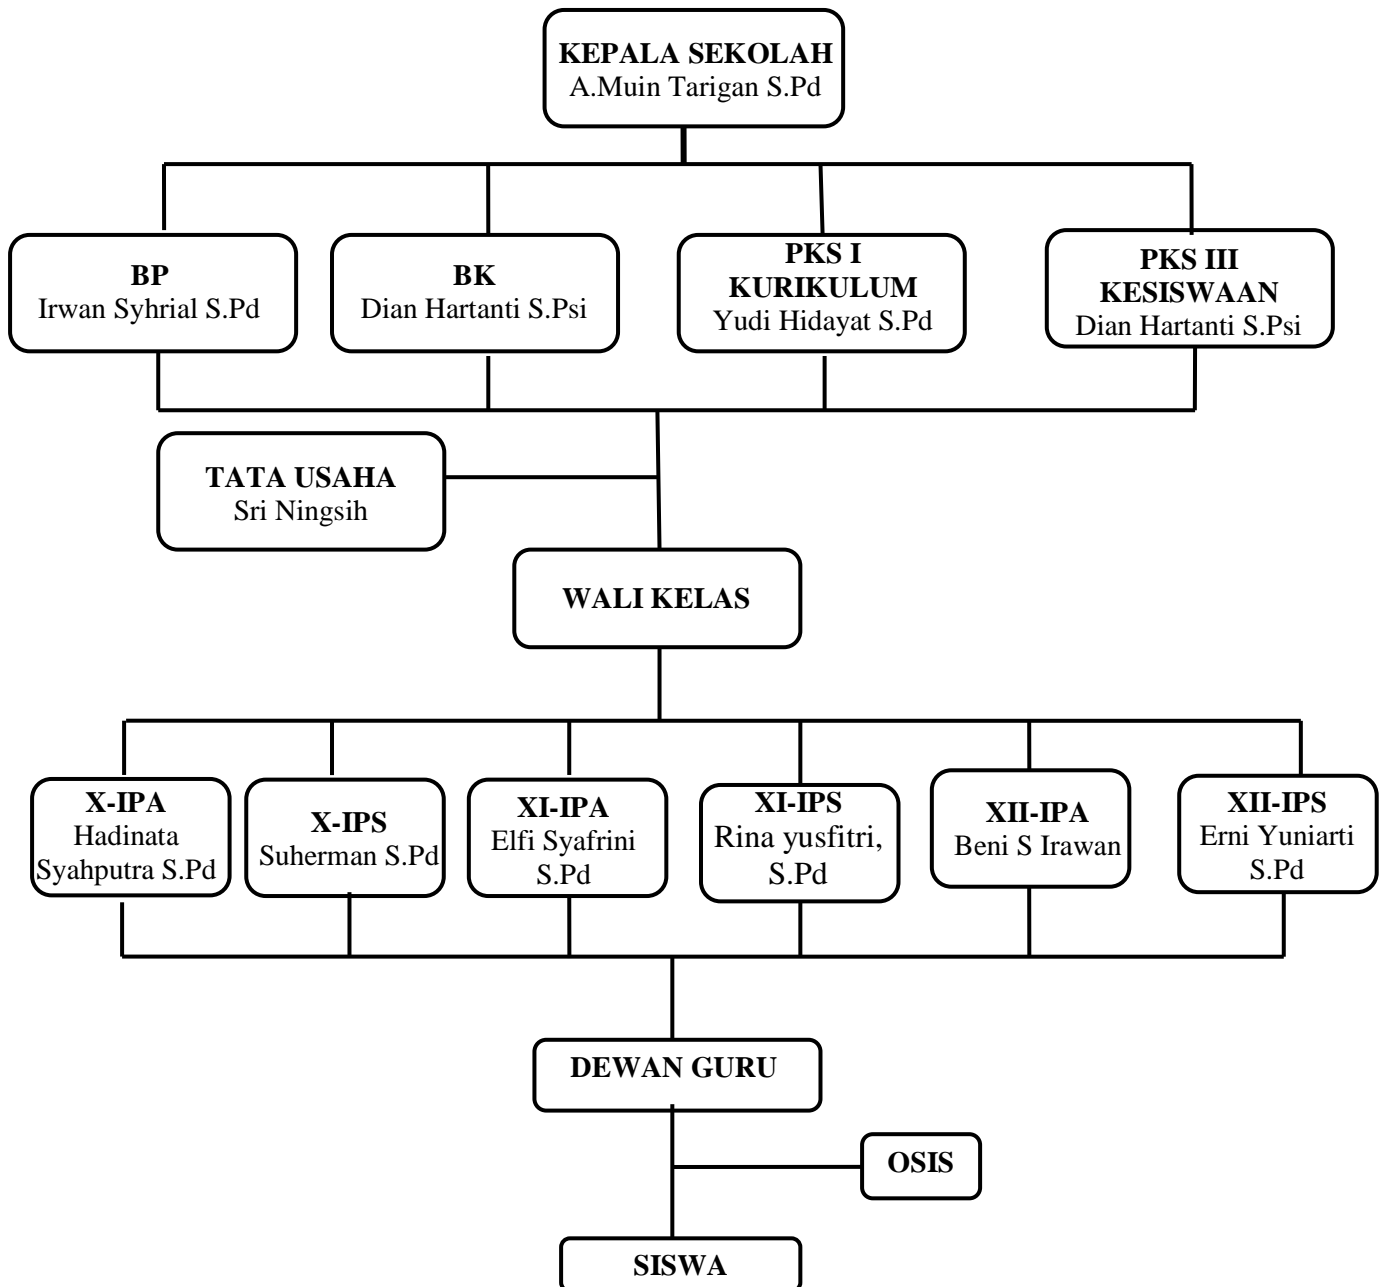 KEPALA SEKOLAH
A.Muin Tarigan S.Pd
BP
Irwan Syhrial S.Pd
BK
Dian Hartanti S.Psi
PKS I
KURIKULUM
Yudi Hidayat S.Pd
PKS III
KESISWAAN
Dian Hartanti S.Psi
TATA USAHA
Sri Ningsih
WALI KELAS
X-IPA
Hadinata
Syahputra S.Pd
X-IPS
Suherman S.Pd
XI-IPA
Elfi Syafrini
S.Pd
XI-IPS
Rina yusfitri,
S.Pd
XII-IPA
Beni S Irawan
XII-IPS
Erni Yuniarti
S.Pd
DEWAN GURU
OSIS
SISWA